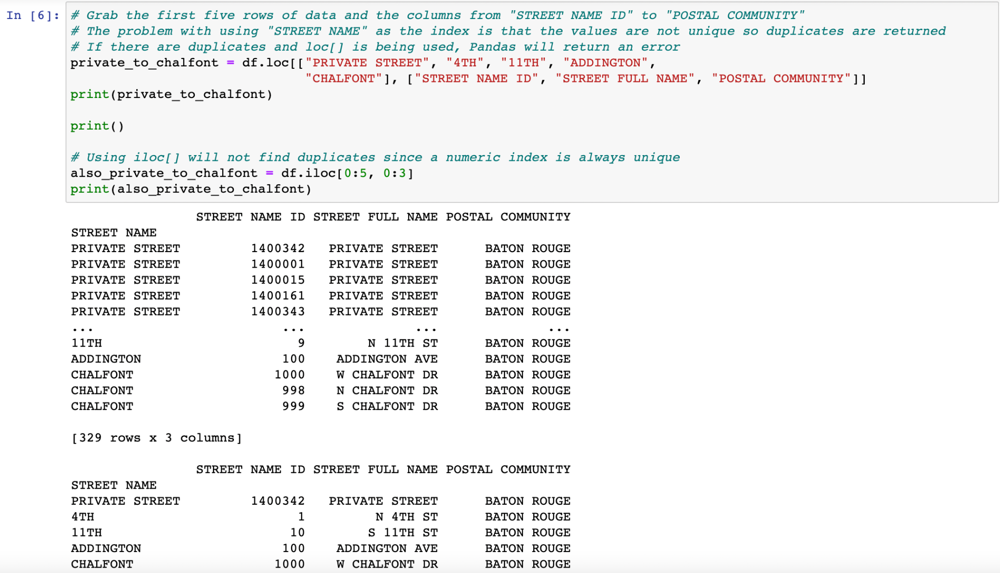 In [6]: # Grab the first five rows of data and the columns from "STREET NAME ID" to "POSTAL COMMUNITY"
# The problem with using "STREET NAME" as the index is that the values are not unique so duplicates are returned
# If there are duplicates and loc[] is being used, Pandas will return an error
private_to_chalfont = df.loc[["PRIVATE STREET", "4TH", "11TH", "ADDINGTON",
"CHALFONT"], ["STREET NAME ID", "STREET FULL NAME", "POSTAL COMMUNITY"]]
print(private_to_chalfont)
print()
# Using iloc[] will not find duplicates since a numeric index is always unique
also_private_to_chalfont = df.iloc[0:5, 0:3]
print(also_private_to_chalfont)
STREET NAME ID STREET FULL NAME POSTAL COMMUNITY
STREET NAME
PRIVATE STREET 1400342 PRIVATE STREET BATON ROUGE
PRIVATE STREET 1400001 PRIVATE STREET BATON ROUGE
PRIVATE STREET 1400015 PRIVATE STREET BATON ROUGE
PRIVATE STREET 1400161 PRIVATE STREET BATON ROUGE
PRIVATE STREET 1400343 PRIVATE STREET BATON ROUGE
... ... ... ...
11TH 9 N 11TH ST BATON ROUGE
ADDINGTON 100 ADDINGTON AVE BATON ROUGE
CHALFONT 1000 W CHALFONT DR BATON ROUGE
CHALFONT 998 N CHALFONT DR BATON ROUGE
CHALFONT 999 S CHALFONT DR BATON ROUGE
[329 rows x 3 columns]
STREET NAME ID STREET FULL NAME POSTAL COMMUNITY
STREET NAME
PRIVATE STREET 1400342 PRIVATE STREET BATON ROUGE
4TH 1 N 4TH ST BATON ROUGE
11TH 10 S 11TH ST BATON ROUGE
ADDINGTON 100 ADDINGTON AVE BATON ROUGE
CHALFONT 1000 W CHALFONT DR BATON ROUGE